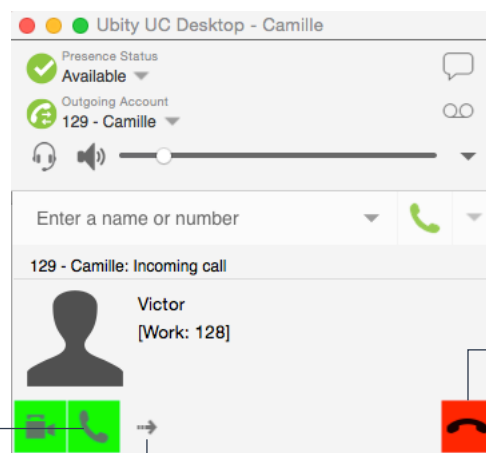 Ubity UC Desktop - Camille
Presence Status
Available
Outgoing Account
129 - Camille
Enter a name or number
129 - Camille: Incoming call
Victor
[Work: 128]